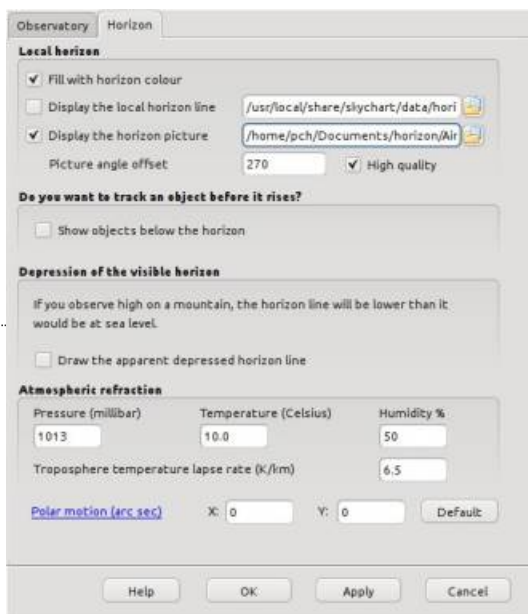 Observatory Horizon
Local horizon
Fill with horizon colour
Display the local horizon line /usr/local/share/skychart/data/hori
Display the horizon picture /home/pch/Documents/horizon/Air
Picture angle offset 270 High quality
Do you want to track an object before it rises?
Show objects below the horizon
Depression of the visible horizon
If you observe high on a mountain, the horizon line will be lower than it
would be at sea level.
Draw the apparent depressed horizon line
Atmospheric refraction
Pressure (millibar) Temperature (Celsius) Humidity %
1013 10.0 50
Troposphere temperature lapse rate (K/km) 6.5
Polar motion (arc sec) X: 0 Y: 0 Default
Help OK Apply Cancel